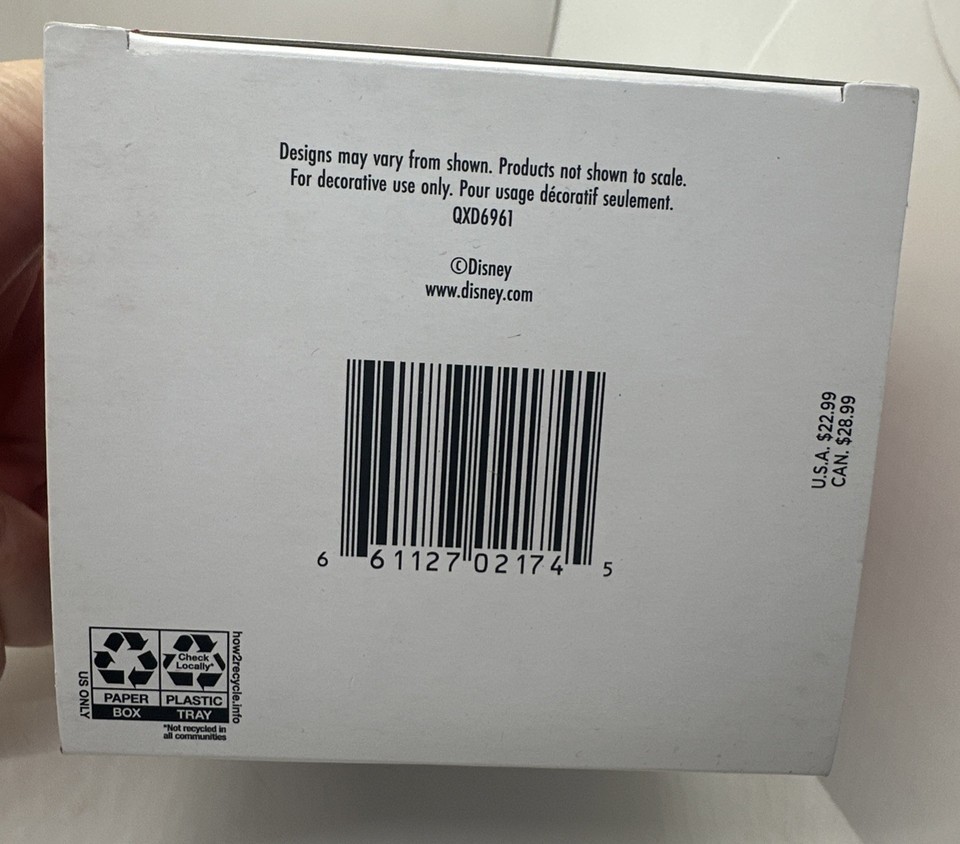 Designs may vary from shown. Products not shown to scale.
For decorative use only. Pour usage décoratif seulement.
QXD6961
©Disney
www.disney.com
U.S.A. $22.99
CAN. $28.99
6 61127 02174 5
US ONLY
Check
Locally*
PAPER PLASTIC
BOX TRAY
*Not recycled in
all communities
how2recycle.info